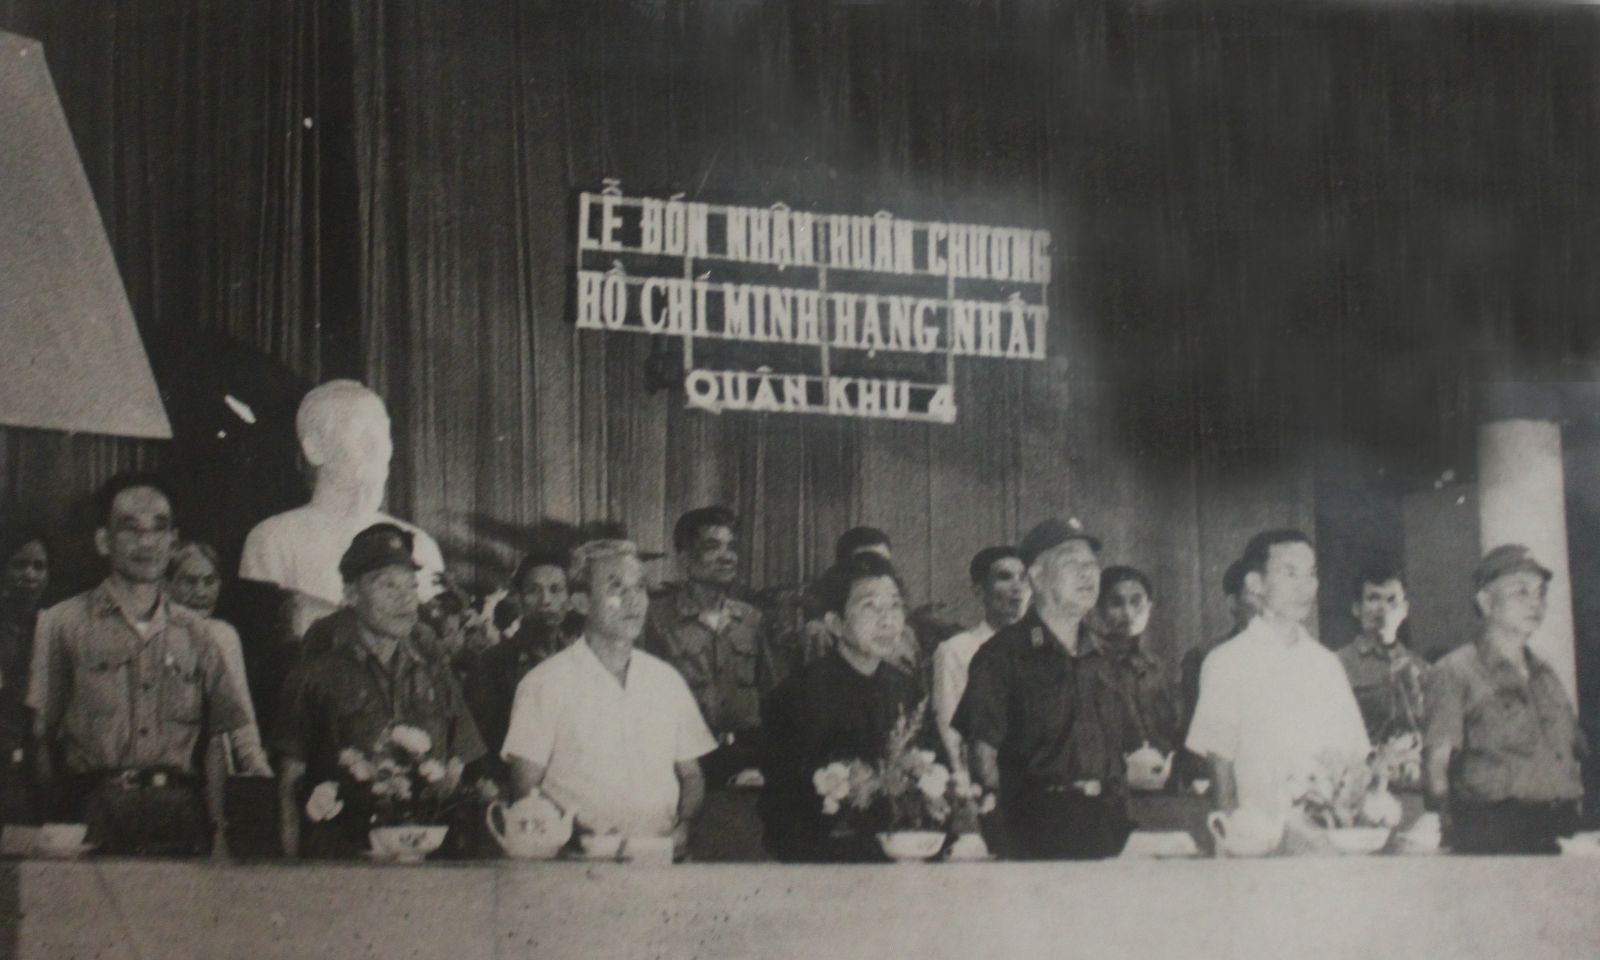 LỄ ĐÓN NHẬN HUÂN CHƯƠNG
HỒ CHÍ MINH HẠNG NHẤT
QUÂN KHU 4